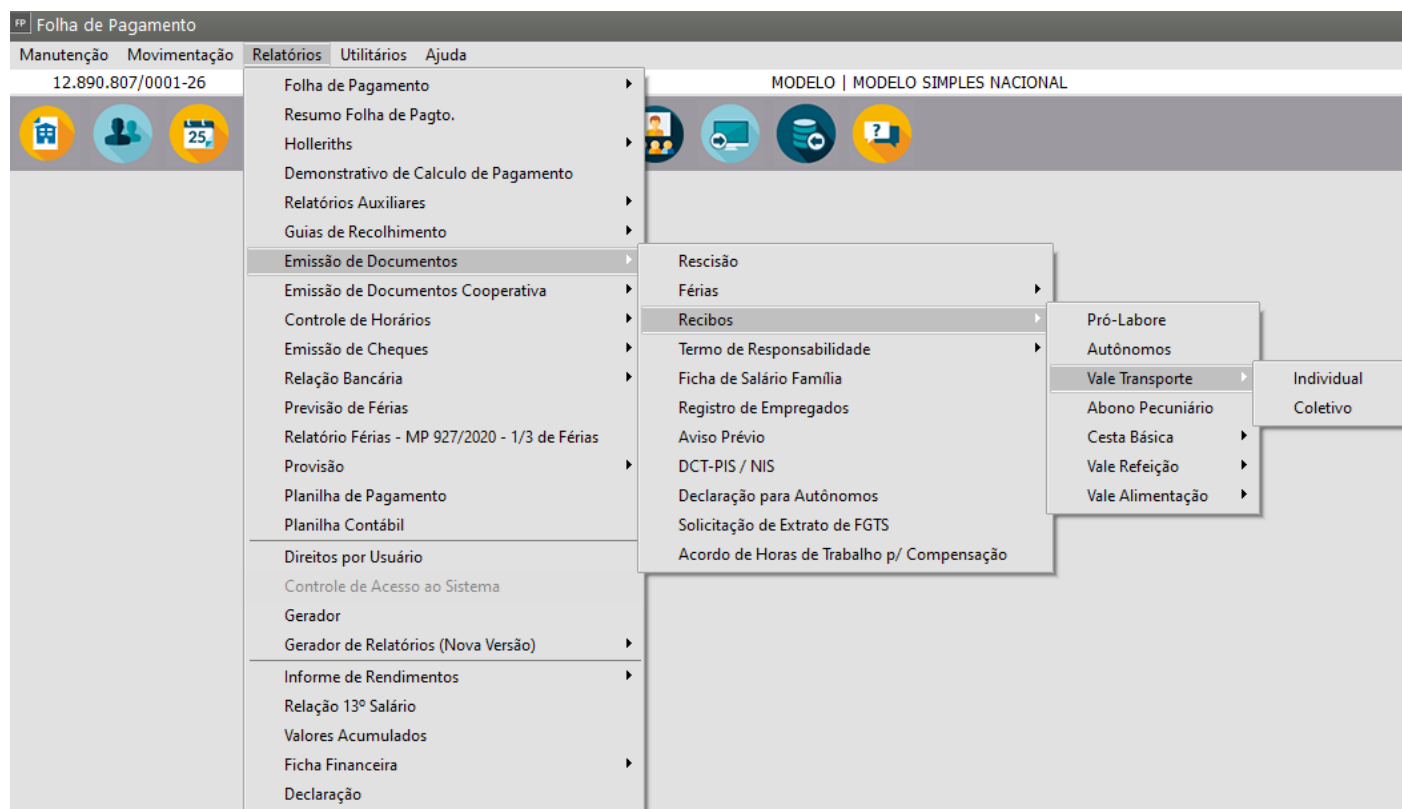 FP Folha de Pagamento
Manutenção Movimentação Relatórios Utilitários Ajuda
12.890.807/0001-26 MODELO | MODELO SIMPLES NACIONAL
25
?
Folha de Pagamento
Resumo Folha de Pagto.
Holleriths
Demonstrativo de Calculo de Pagamento
Relatórios Auxiliares
Guias de Recolhimento
Emissão de Documentos
Emissão de Documentos Cooperativa
Controle de Horários
Emissão de Cheques
Relação Bancária
Previsão de Férias
Relatório Férias - MP 927/2020 - 1/3 de Férias
Provisão
Planilha de Pagamento
Planilha Contábil
Direitos por Usuário
Controle de Acesso ao Sistema
Gerador
Gerador de Relatórios (Nova Versão)
Informe de Rendimentos
Relação 13º Salário
Valores Acumulados
Ficha Financeira
Declaração
Rescisão
Férias
Recibos
Termo de Responsabilidade
Ficha de Salário Família
Registro de Empregados
Aviso Prévio
DCT-PIS / NIS
Declaração para Autônomos
Solicitação de Extrato de FGTS
Acordo de Horas de Trabalho p/ Compensação
Pró-Labore
Autônomos
Vale Transporte
Abono Pecuniário
Cesta Básica
Vale Refeição
Vale Alimentação
Individual
Coletivo